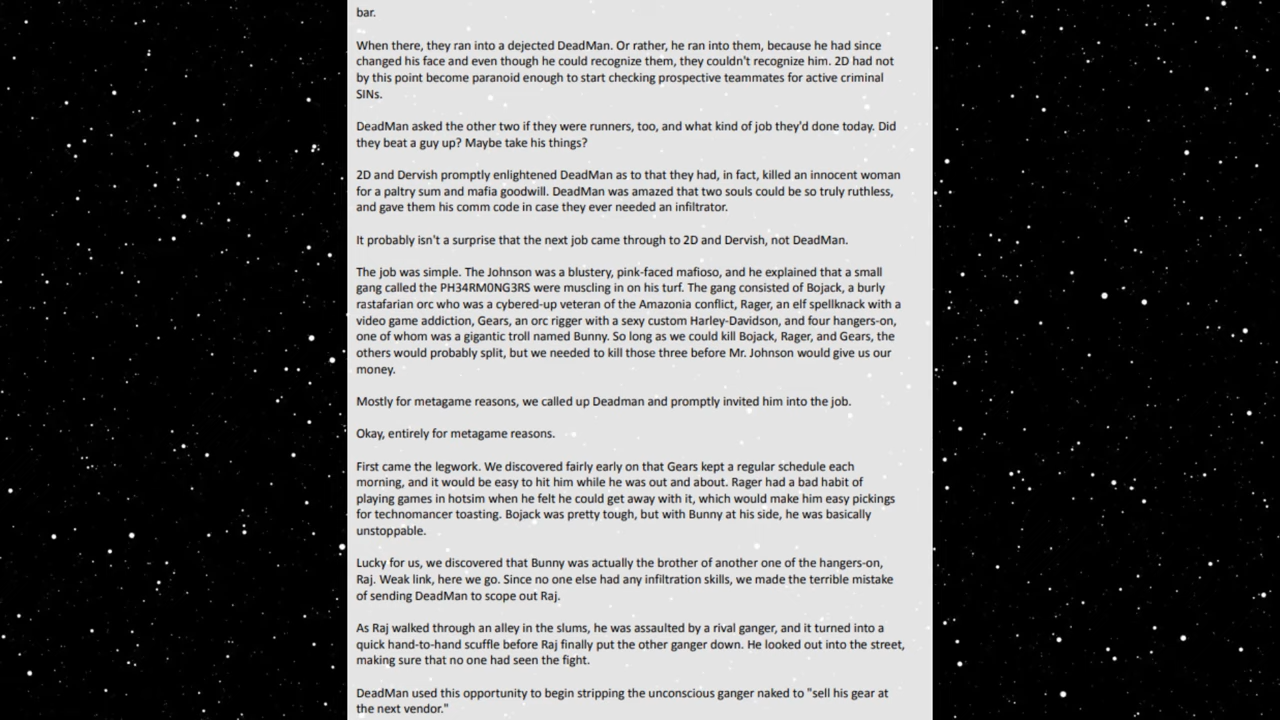 bar.
When there, they ran into a dejected DeadMan. Or rather, he ran into them, because he had since
changed his face and even though he could recognize them, they couldn't recognize him. 2D had not
by this point become paranoid enough to start checking prospective teammates for active criminal
SINs.
DeadMan asked the other two if they were runners, too, and what kind of job they'd done today. Did
they beat a guy up? Maybe take his things?
2D and Dervish promptly enlightened DeadMan as to that they had, in fact, killed an innocent woman
for a paltry sum and mafia goodwill. DeadMan was amazed that two souls could be so truly ruthless,
and gave them his comm code in case they ever needed an infiltrator.
It probably isn't a surprise that the next job came through to 2D and Dervish, not DeadMan.
The job was simple. The Johnson was a blustery, pink-faced mafioso, and he explained that a small
gang called the PH34RM0NG3RS were muscling in on his turf. The gang consisted of Bojack, a burly
rastafarian orc who was a cybered-up veteran of the Amazonia conflict, Rager, an elf spellknack with a
video game addiction, Gears, an orc rigger with a sexy custom Harley-Davidson, and four hangers-on,
one of whom was a gigantic troll named Bunny. So long as we could kill Bojack, Rager, and Gears, the
others would probably split, but we needed to kill those three before Mr. Johnson would give us our
money.
Mostly for metagame reasons, we called up Deadman and promptly invited him into the job.
Okay, entirely for metagame reasons.
First came the legwork. We discovered fairly early on that Gears kept a regular schedule each
morning, and it would be easy to hit him while he was out and about. Rager had a bad habit of
playing games in hotsim when he felt he could get away with it, which would make him easy pickings
for technomancer toasting. Bojack was pretty tough, but with Bunny at his side, he was basically
unstoppable.
Lucky for us, we discovered that Bunny was actually the brother of another one of the hangers-on,
Raj. Weak link, here we go. Since no one else had any infiltration skills, we made the terrible mistake
of sending DeadMan to scope out Raj.
As Raj walked through an alley in the slums, he was assaulted by a rival ganger, and it turned into a
quick hand-to-hand scuffle before Raj finally put the other ganger down. He looked out into the street,
making sure that no one had seen the fight.
DeadMan used this opportunity to begin stripping the unconscious ganger naked to "sell his gear at
the next vendor."